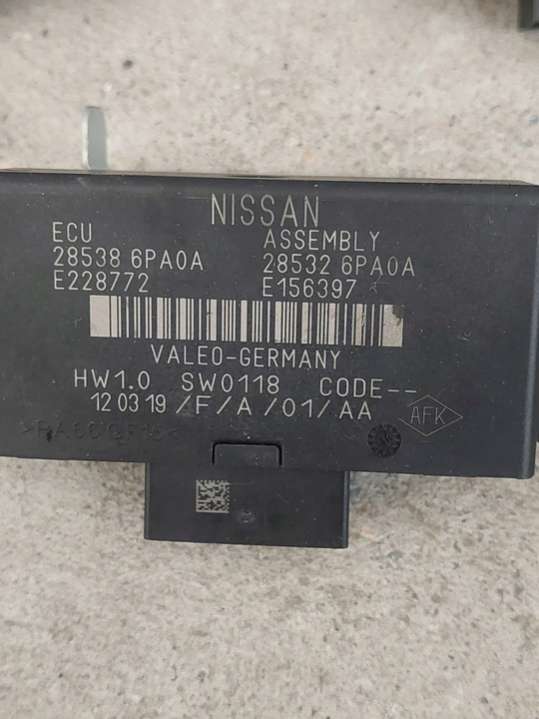 NISSAN
ECU ASSEMBLY
28538 6PA0A 28532 6PA0A
E228772 E156397
VALEO-GERMANY
HW1.0 SW0118 CODE--
12 03 19 /F/A/01/AA
AFK